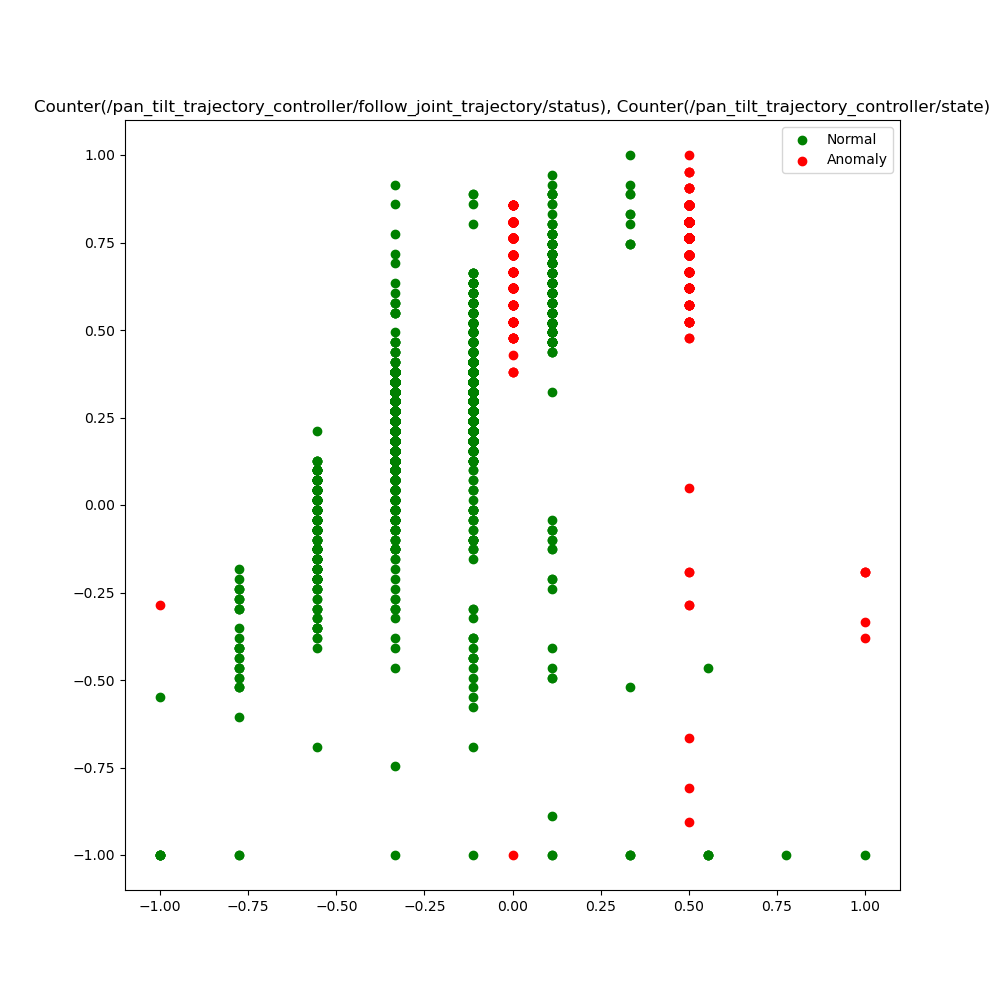 Counter(/pan_tilt_trajectory_controller/follow_joint_trajectory/status), Counter(/pan_tilt_trajectory_controller/state)
Normal
Anomaly
1.00
0.75
0.50
0.25
0.00
−0.25
−0.50
−0.75
−1.00
−1.00 −0.75 −0.50 −0.25 0.00 0.25 0.50 0.75 1.00